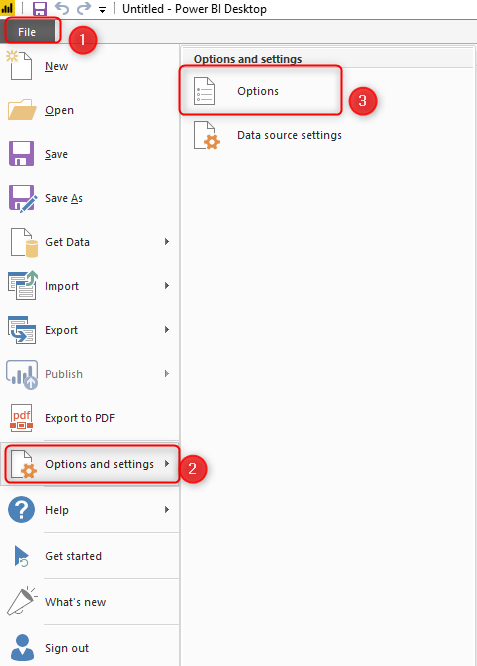 Untitled - Power BI Desktop
File
1
New
Open
Save
Save As
Get Data
Import
Export
Publish
pdf
Export to PDF
Options and settings
2
Help
Get started
What's new
Sign out
Options and settings
Options
3
Data source settings